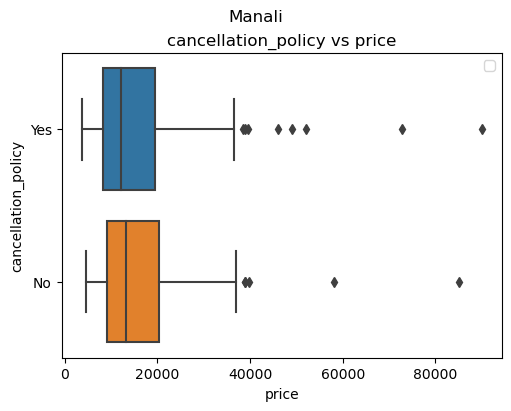 Manali
cancellation_policy vs price
cancellation_policy
Yes
No
0 20000 40000 60000 80000
price